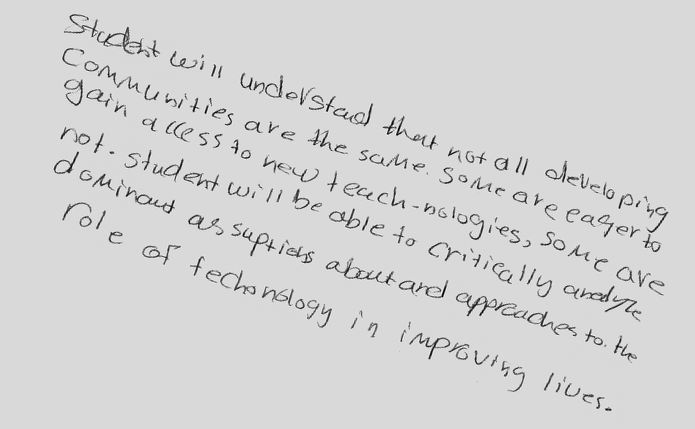 Student will understand that not all developing
Communities are the same. Some are eager to
gain access to new teach-nologies, some are
not. Student will be able to critically analyze
dominant assuptions about and approaches to the
role of techonology in improving lives.